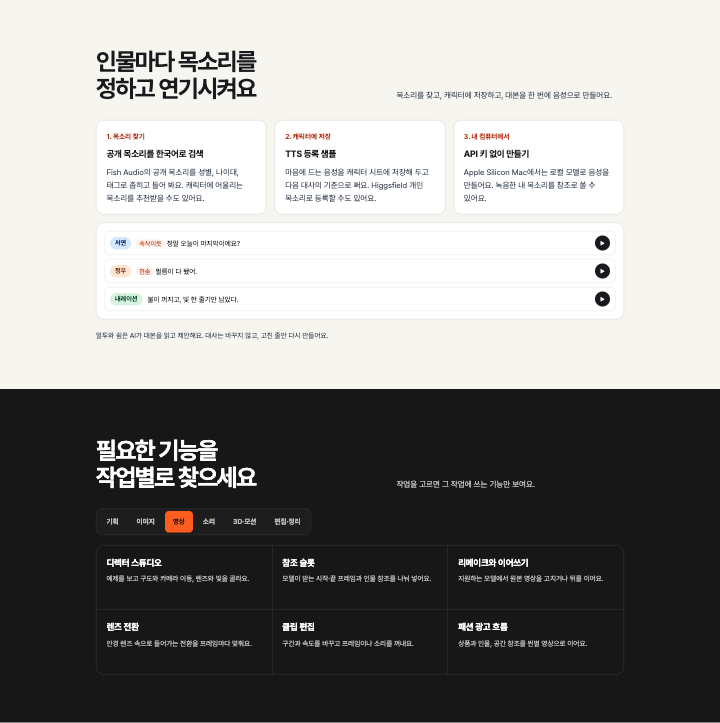 인물마다 목소리를
정하고 연기시켜요
목소리를 찾고, 캐릭터에 저장하고, 대본을 한 번에 음성으로 만들어요.
1. 목소리 찾기
공개 목소리를 한국어로 검색
Fish Audio의 공개 목소리를 성별, 나이대,
태그로 좁히고 들어 봐요. 캐릭터에 어울리는
목소리를 추천받을 수도 있어요.
2. 캐릭터에 저장
TTS 등록 샘플
마음에 드는 음성을 캐릭터 시트에 저장해 두고
다음 대사의 기준으로 써요. Higgsfield 개인
목소리로 등록할 수도 있어요.
3. 내 컴퓨터에서
API 키 없이 만들기
Apple Silicon Mac에서는 로컬 모델로 음성을
만들어요. 녹음한 내 목소리를 참조로 쓸 수
있어요.
서연 속삭이듯 정말 오늘이 마지막이에요?
정우 한숨 필름이 다 됐어.
내레이션 불이 꺼지고, 빛 한 줄기만 남았다.
말투와 쉼은 AI가 대본을 읽고 제안해요. 대사는 바꾸지 않고, 고친 줄만 다시 만들어요.
필요한 기능을
작업별로 찾으세요
작업을 고르면 그 작업에 쓰는 기능만 보여요.
기획 이미지 영상 소리 3D·모션 편집·정리
디렉터 스튜디오
예제를 보고 구도와 카메라 이동, 렌즈와 빛을 골라요.
참조 슬롯
모델이 받는 시작·끝 프레임과 인물 참조를 나눠 넣어요.
리메이크와 이어쓰기
지원하는 모델에서 원본 영상을 고치거나 뒤를 이어요.
렌즈 전환
안경 렌즈 속으로 들어가는 전환을 프레임마다 맞춰요.
클립 편집
구간과 속도를 바꾸고 프레임이나 소리를 꺼내요.
패션 광고 흐름
상품과 인물, 공간 참조를 씬별 영상으로 이어요.